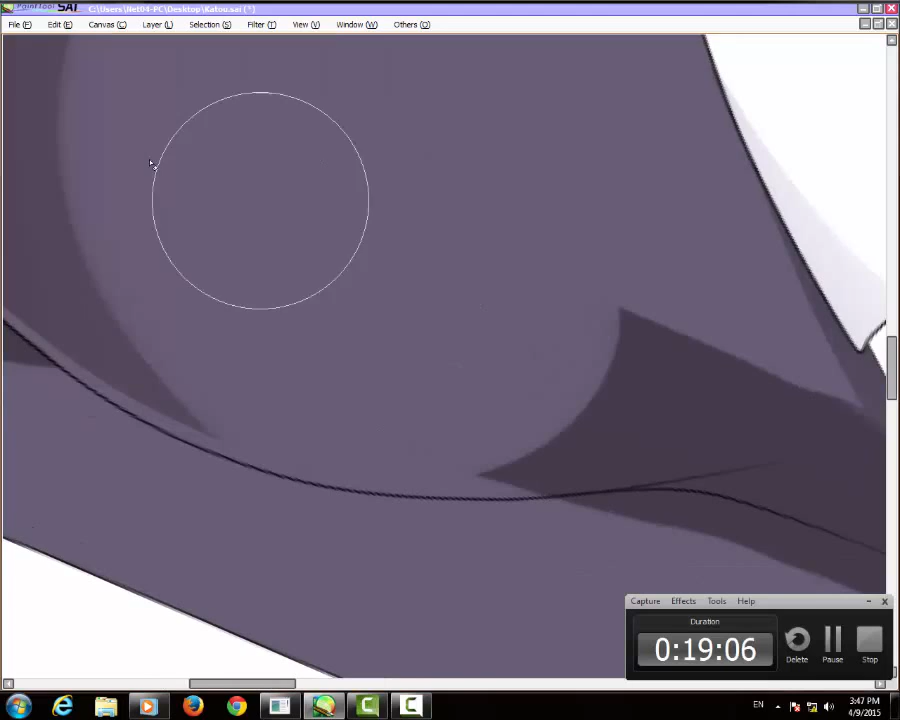 PaintTool SAI C:\Users\Net04-PC\Desktop\Katou.sai [*]
File (F) Edit (E) Canvas (C) Layer (L) Selection (S) Filter (T) View (V) Window (W) Others (O)
Capture Effects Tools Help
Duration
0:19:06
Delete Pause Stop
EN
3:47 PM
4/9/2015